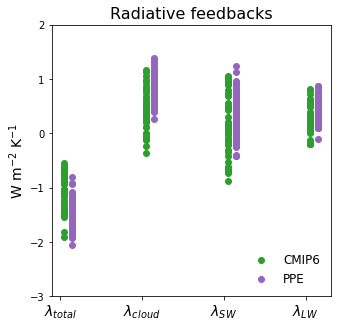 Radiative feedbacks
W m⁻² K⁻¹
2
1
0
−1
−2
−3
CMIP6
PPE
λtotal λcloud λSW λLW